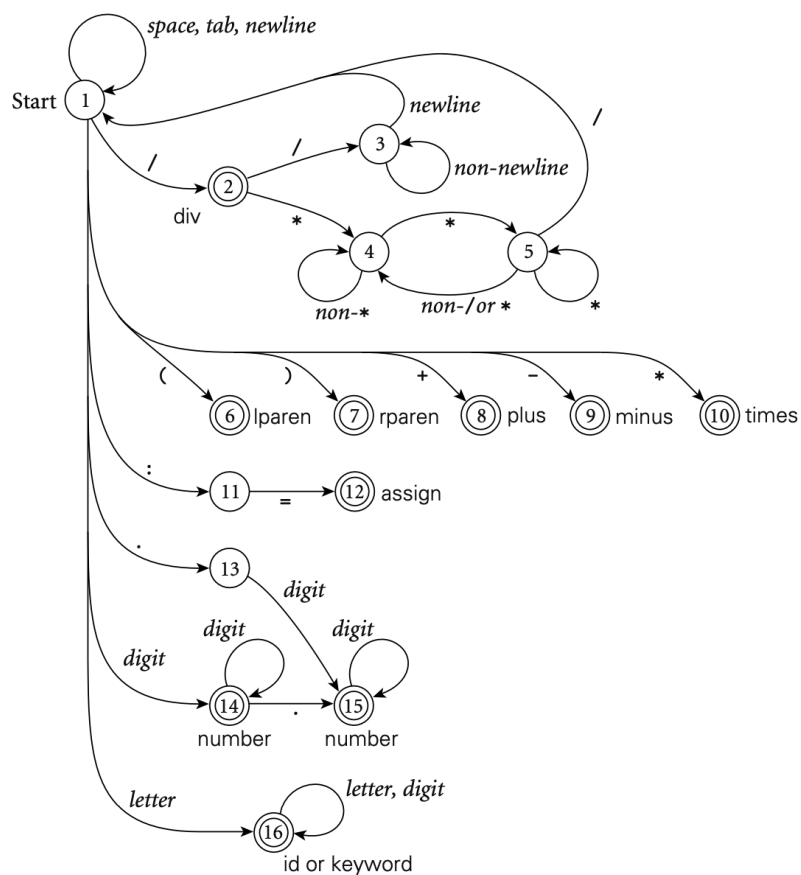 space, tab, newline
Start 1
newline
/
/ / 3
non-newline
2
div
*
*
4 5
non-* non-/or * *
( ) + - *
6 lparen 7 rparen 8 plus 9 minus 10 times
:
11 = 12 assign
.
13
digit
digit digit
digit
14 . 15
number number
letter
letter, digit
16
id or keyword